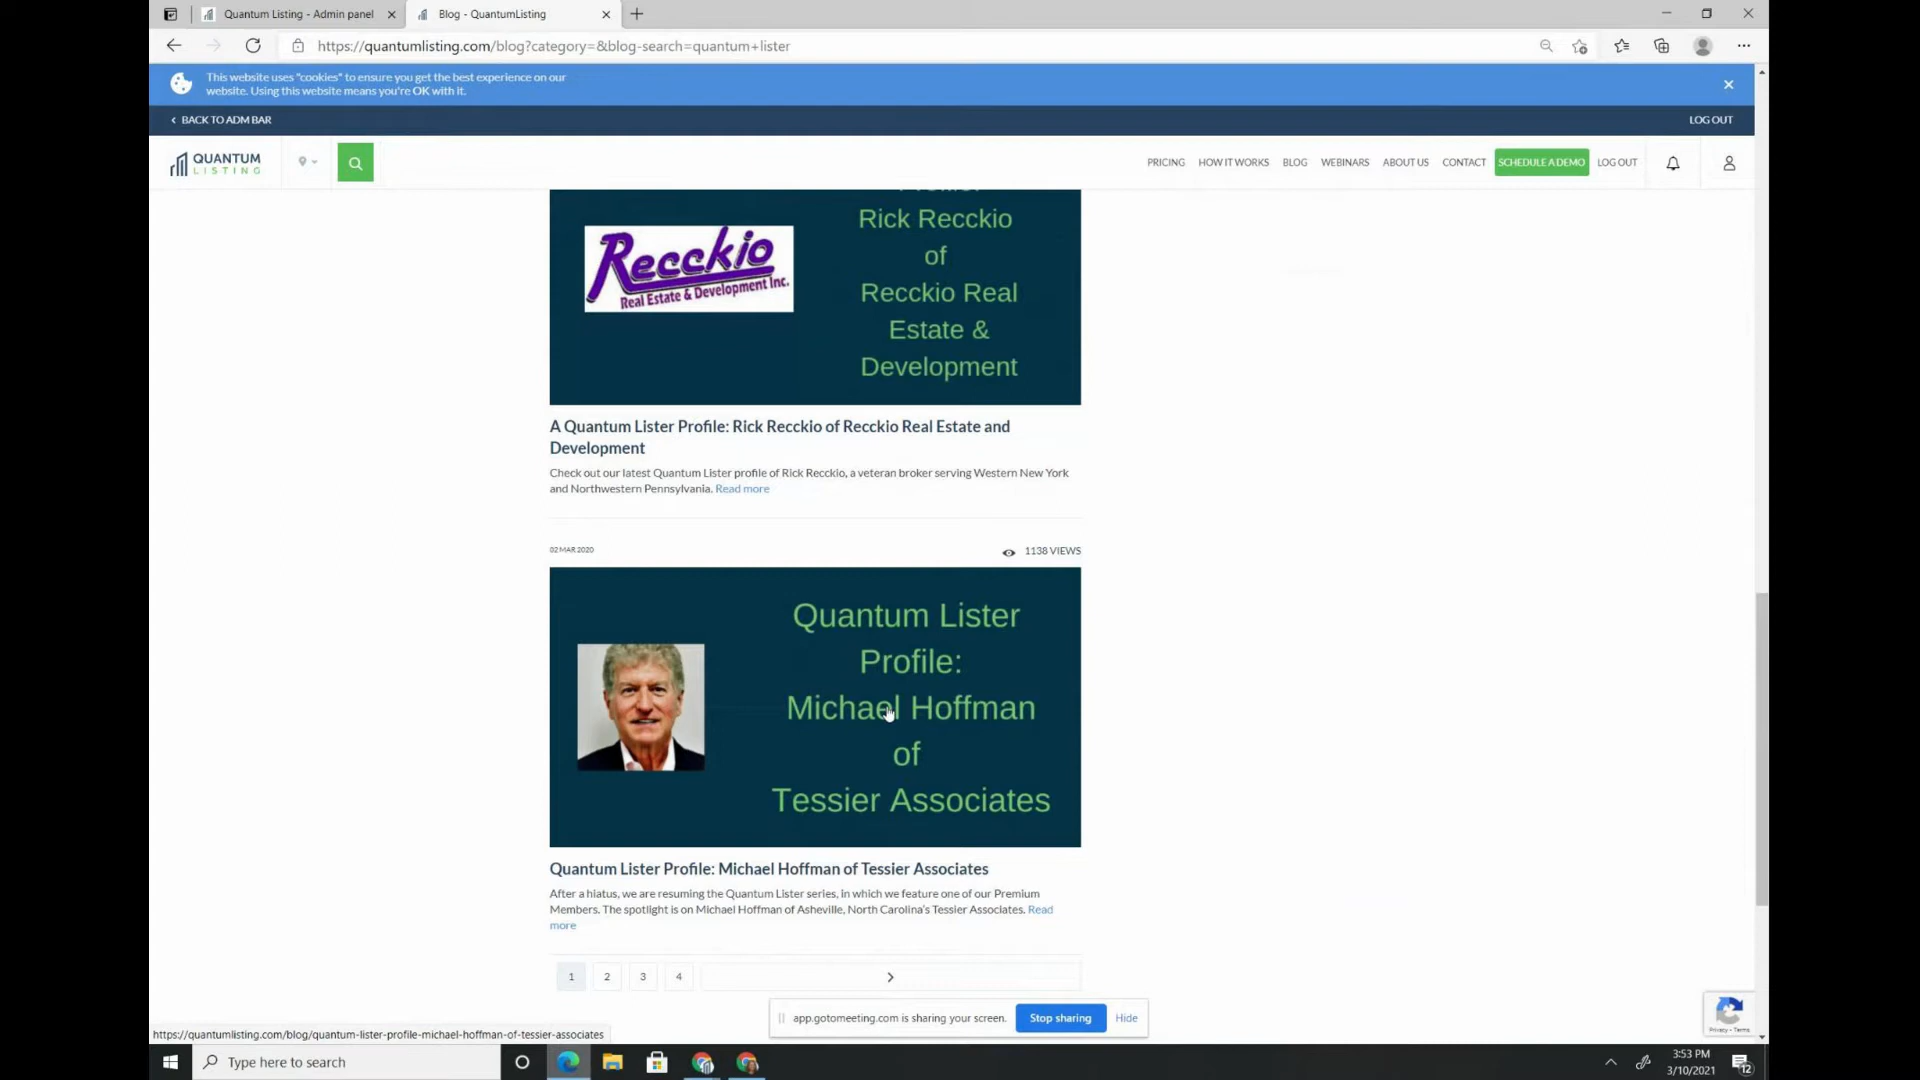 Quantum Listing - Admin panel
Blog - QuantumListing
https://quantumlisting.com/blog?category=&blog-search=quantum+lister
This website uses "cookies" to ensure you get the best experience on our
website. Using this website means you're OK with it.
BACK TO ADM BAR
LOG OUT
QUANTUM
LISTING
PRICING
HOW IT WORKS
BLOG
WEBINARS
ABOUT US
CONTACT
SCHEDULE A DEMO
LOG OUT
Recckio
Real Estate & Development Inc.
Profile:
Rick Recckio
of
Recckio Real
Estate &
Development
A Quantum Lister Profile: Rick Recckio of Recckio Real Estate and
Development
Check out our latest Quantum Lister profile of Rick Recckio, a veteran broker serving Western New York
and Northwestern Pennsylvania. Read more
02 MAR 2020
1138 VIEWS
Quantum Lister
Profile:
Michael Hoffman
of
Tessier Associates
Quantum Lister Profile: Michael Hoffman of Tessier Associates
After a hiatus, we are resuming the Quantum Lister series, in which we feature one of our Premium
Members. The spotlight is on Michael Hoffman of Asheville, North Carolina's Tessier Associates. Read
more
1
2
3
4
app.gotomeeting.com is sharing your screen.
Stop sharing
Hide
Privacy - Terms
https://quantumlisting.com/blog/quantum-lister-profile-michael-hoffman-of-tessier-associates
Type here to search
3:53 PM
3/10/2021
12